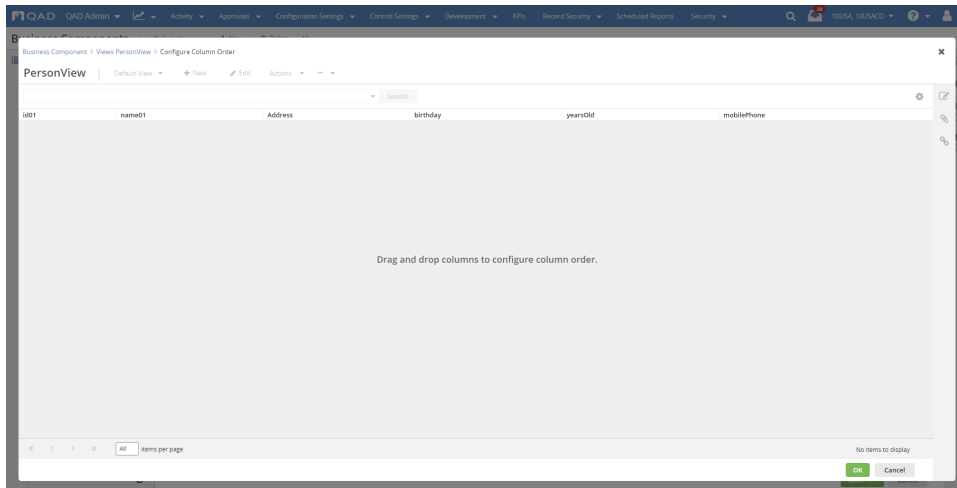 QAD QAD Admin Activity Approvals Configuration Settings Control Settings Development KPIs Record Security Scheduled Reports Security 10USA, 10USACO
Business Component > Views PersonView > Configure Column Order
PersonView Default View New Edit Actions
Search
id01 name01 Address birthday yearsOld mobilePhone
Drag and drop columns to configure column order.
All items per page No items to display
OK Cancel